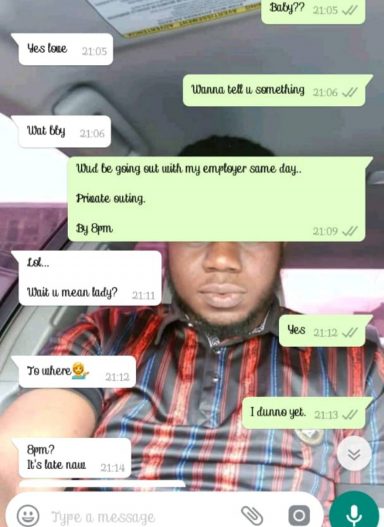 Baby??
21:05
Yes love
21:05
Wanna tell u something
21:06
Wat bby
21:06
Wud be going out with my employer same day..
Private outing.
By 8pm
21:09
Lol...
Wait u mean lady?
21:11
Yes
21:12
To where💁
21:12
I dunno yet.
21:13
8pm?
It's late naw
21:14
Type a message